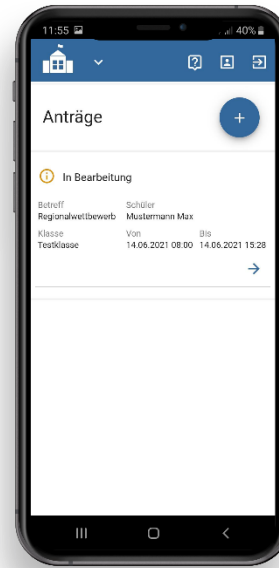 11:55
40%
Anträge
In Bearbeitung
Betreff Schüler
Regionalwettbewerb Mustermann Max
Klasse Von Bis
Testklasse 14.06.2021 08:00 14.06.2021 15:28